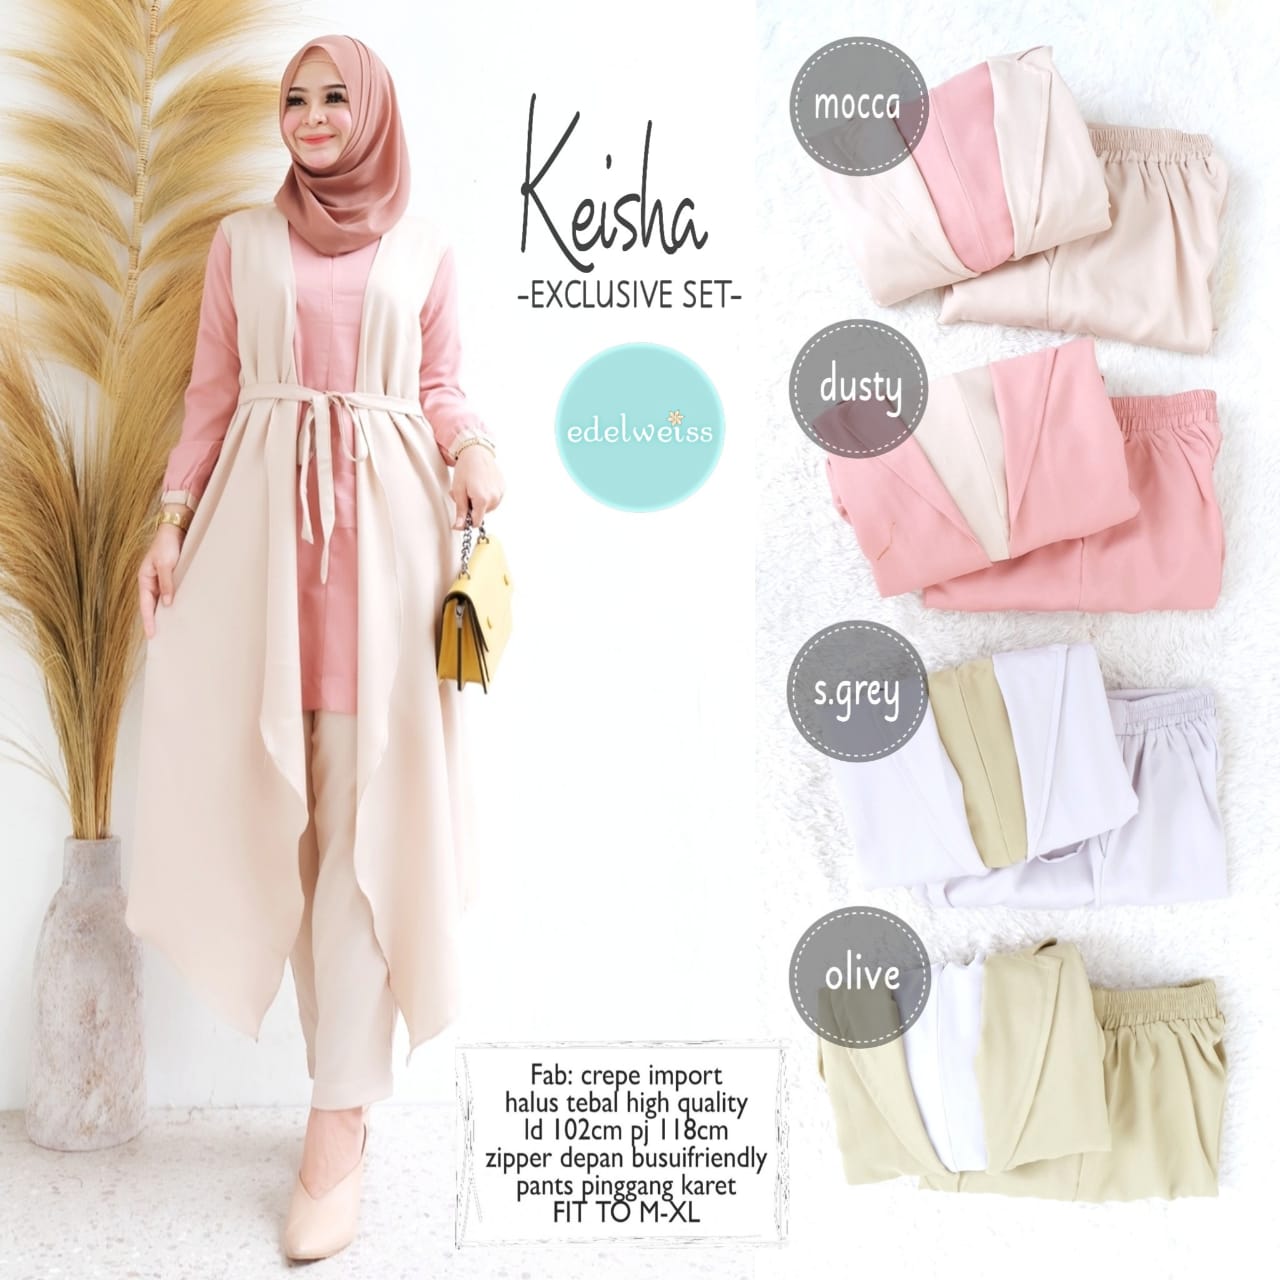 Keisha
-EXCLUSIVE SET-
edelweiss
mocca
dusty
s.grey
olive
Fab: crepe import
halus tebal high quality
ld 102cm pj 118cm
zipper depan busuifriendly
pants pinggang karet
FIT TO M-XL